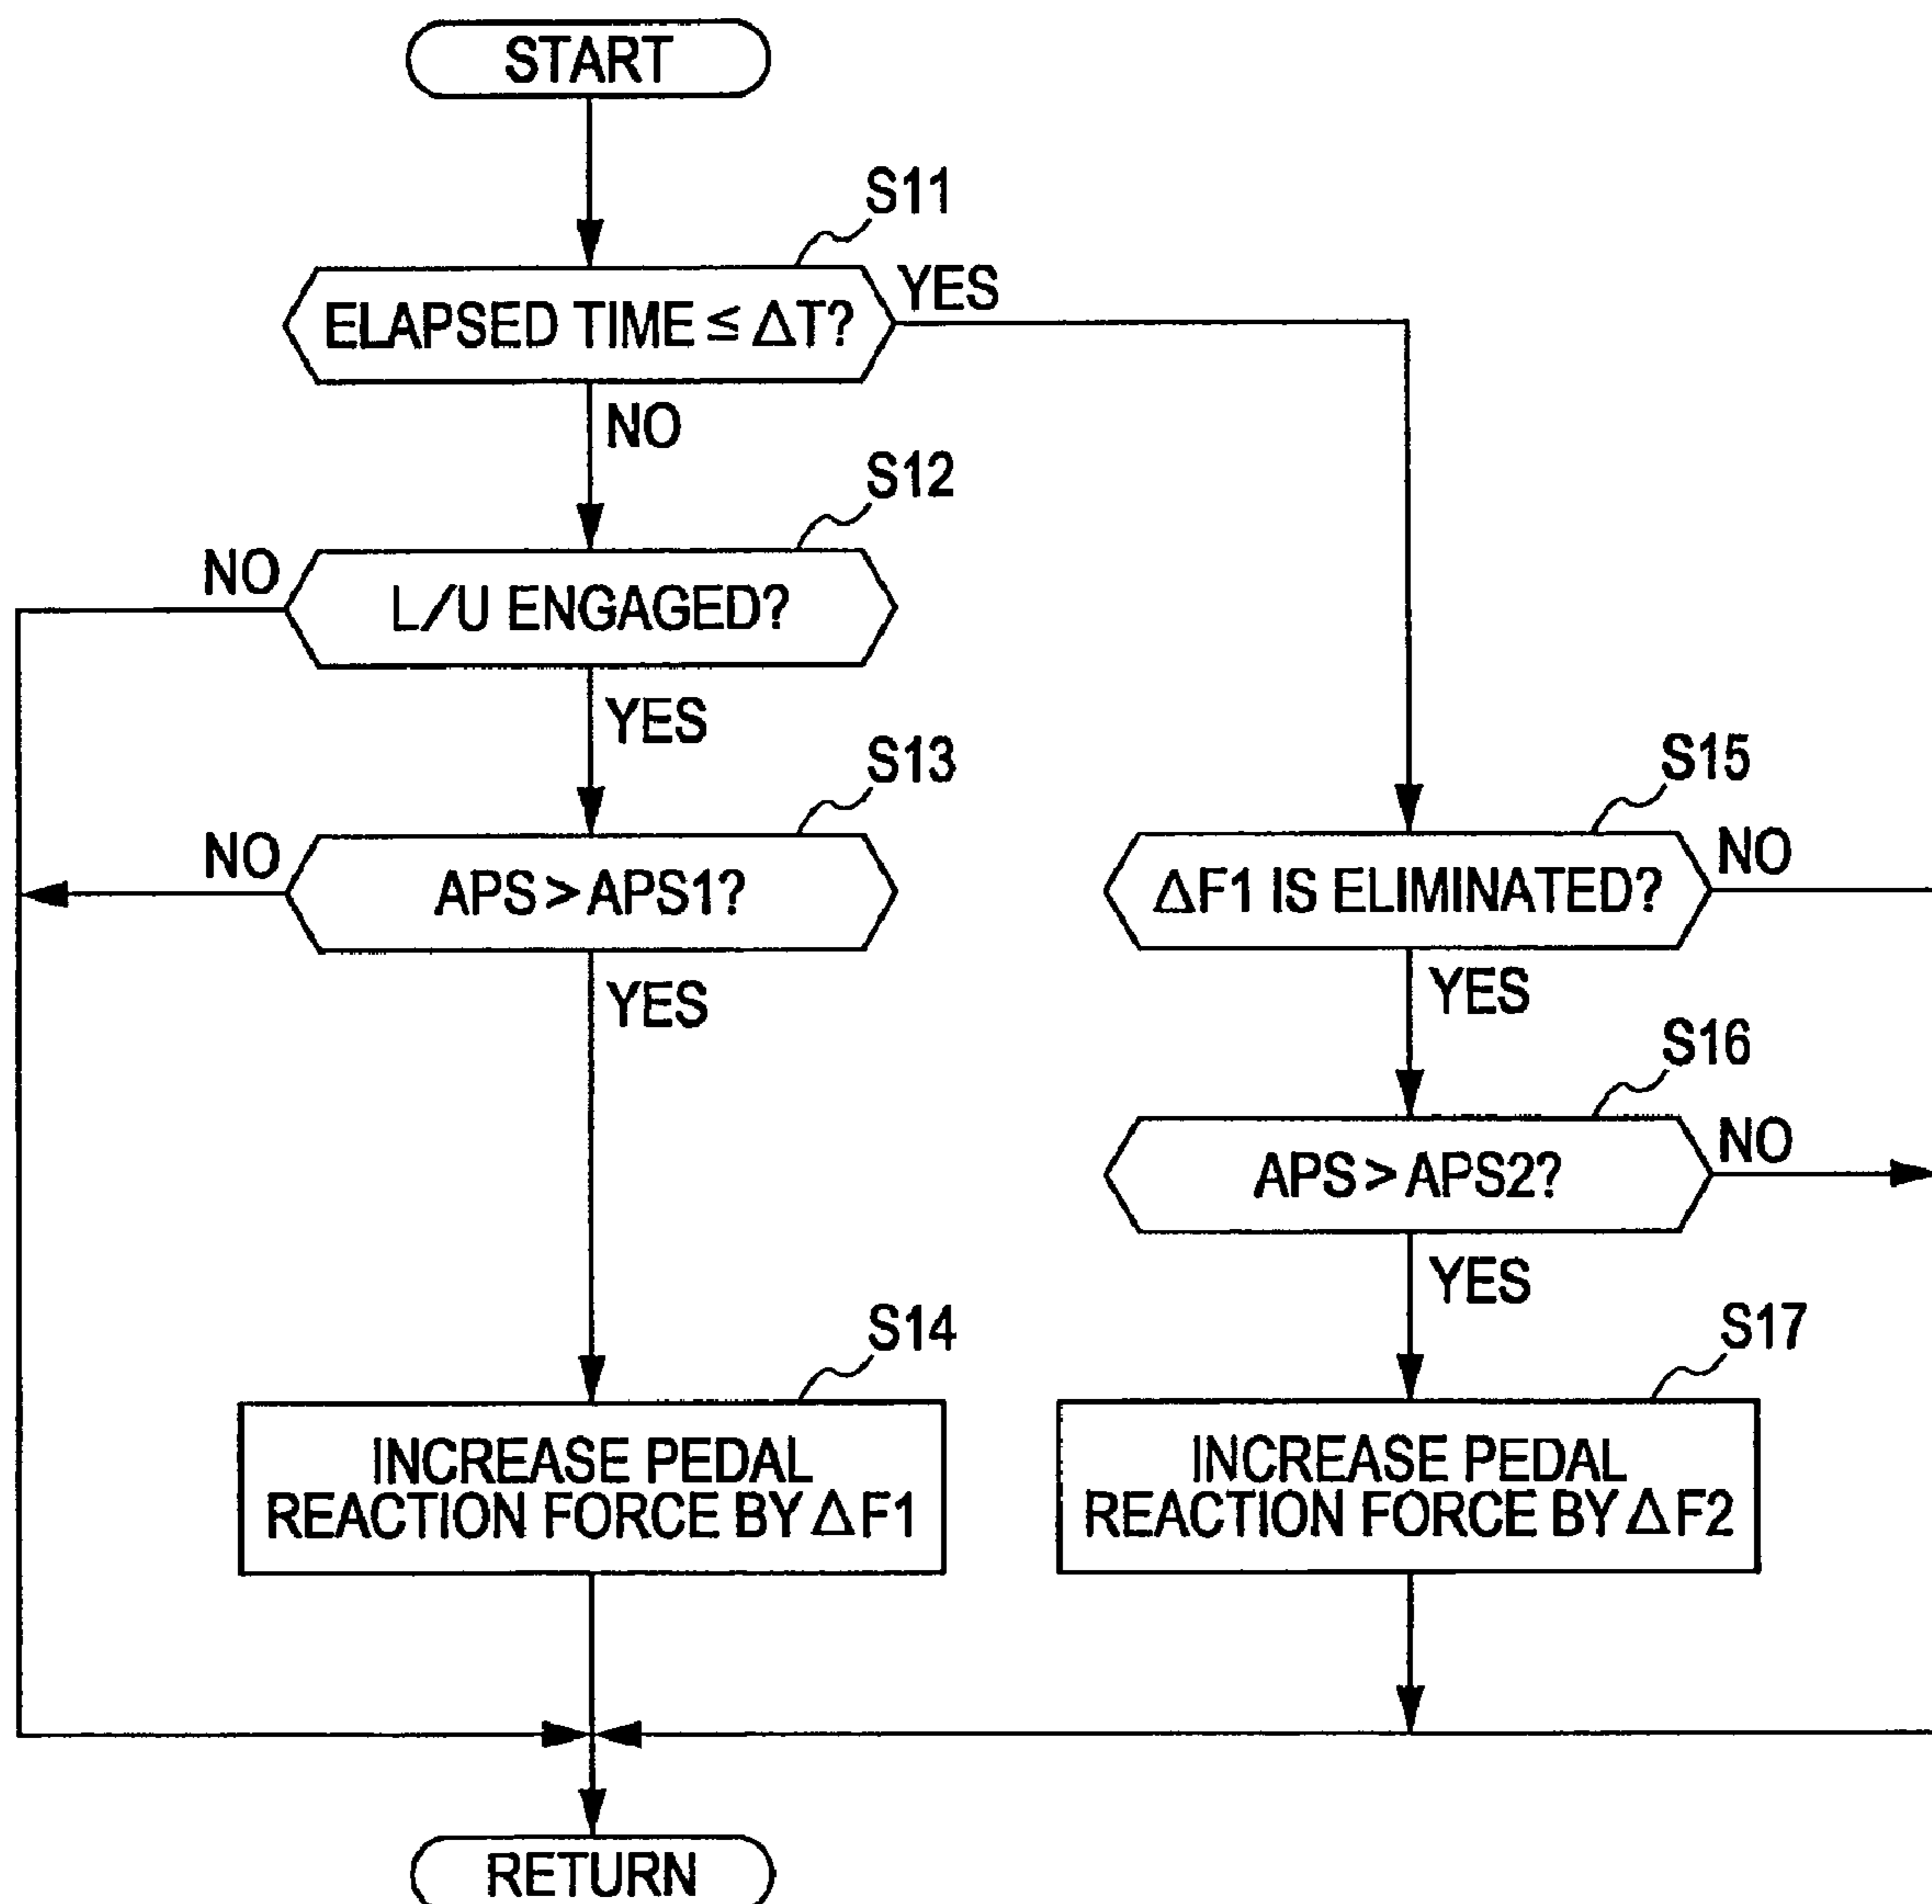 START
S11
ELAPSED TIME ≤ ΔT?
YES
NO
S12
L/U ENGAGED?
NO
YES
S13
APS > APS1?
NO
YES
S15
ΔF1 IS ELIMINATED?
NO
YES
S16
APS > APS2?
NO
YES
S14
INCREASE PEDAL
REACTION FORCE BY ΔF1
S17
INCREASE PEDAL
REACTION FORCE BY ΔF2
RETURN